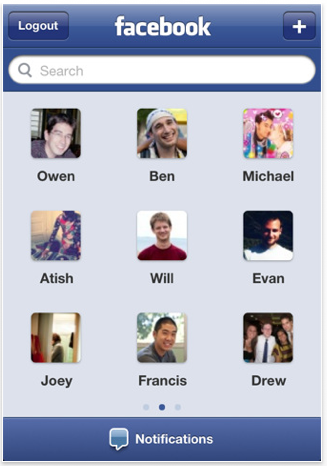 Logout facebook +
Search
Owen Ben Michael
Atish Will Evan
Joey Francis Drew
Notifications